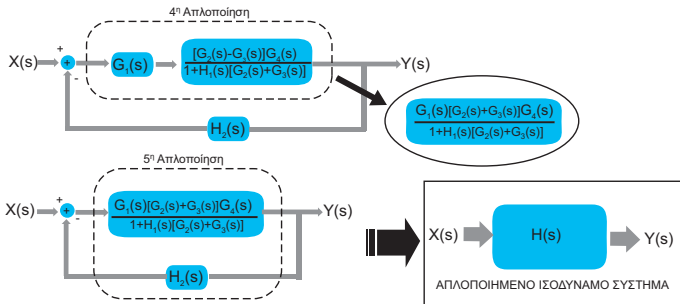 4η Απλοποίηση
X(s)
+
+
-
G₁(s)
[G₂(s)-G₃(s)]G₄(s)
1+H₁(s)[G₂(s)+G₃(s)]
Y(s)
H₂(s)
G₁(s)[G₂(s)+G₃(s)]G₄(s)
1+H₁(s)[G₂(s)+G₃(s)]
5η Απλοποίηση
X(s)
+
+
-
G₁(s)[G₂(s)+G₃(s)]G₄(s)
1+H₁(s)[G₂(s)+G₃(s)]
Y(s)
H₂(s)
X(s)
H(s)
Y(s)
ΑΠΛΟΠΟΙΗΜΕΝΟ ΙΣΟΔΥΝΑΜΟ ΣΥΣΤΗΜΑ